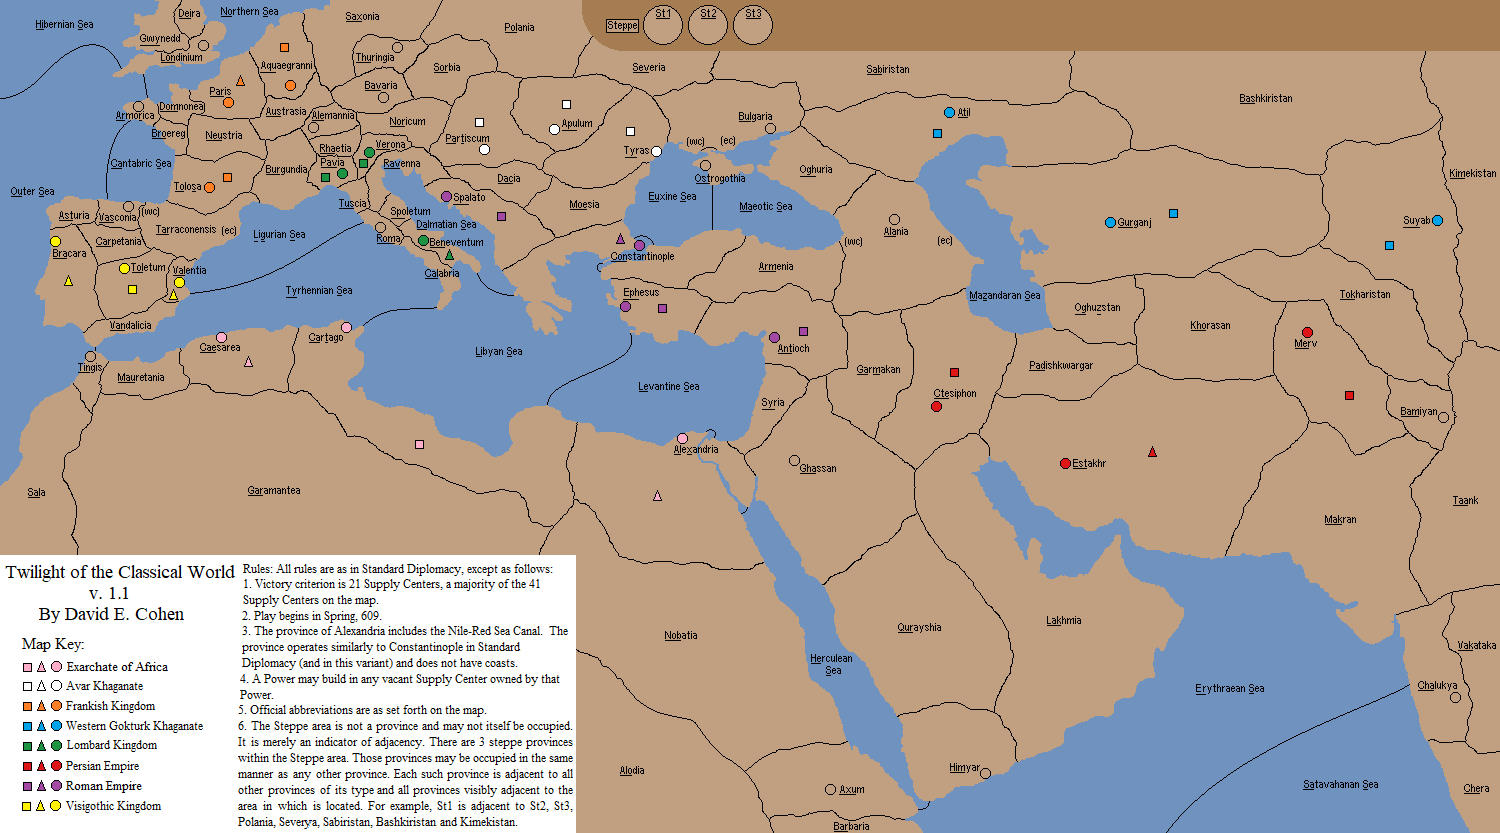 Hibernian Sea
Deira
Northern Sea
Saxonia
Polania
Steppe
St1
St2
St3
Gwynedd
Londinium
Thuringia
Aquaegranni
Sorbia
Severia
Sabiristan
Bashkiristan
Paris
Bavaria
Domnonea
Armorica
Austrasia
Alemannia
Noricum
Apulum
Bulgaria
Atil
Broereg
Neustria
Partiscum
Tyras
(wc)
(ec)
Rhaetia
Verona
Cantabric Sea
Pavia
Ravenna
Burgundia
Oghuria
Kimekistan
Outer Sea
Tolosa
Dacia
Ostrogothia
Spalato
Euxine Sea
Maeotic Sea
Tuscia
Spoletum
Moesia
Asturia
Vasconia
(wc)
Tarraconensis
(ec)
Ligurian Sea
Dalmatian Sea
Roma
Alania
Gurganj
Suyab
Carpetania
Beneventum
(wc)
(ec)
Bracara
Constantinople
Toletum
Valentia
Calabria
Armenia
Tyrrhenian Sea
Ephesus
Mazandaran Sea
Tokharistan
Oghuzstan
Vandalicia
Khorasan
Caesarea
Cartago
Antioch
Merv
Libyan Sea
Tingis
Mauretania
Garmakan
Padishkwargar
Levantine Sea
Ctesiphon
Syria
Bamiyan
Alexandria
Ghassan
Estakhr
Sala
Garamantea
Taank
Makran
Nobatia
Qurayshia
Lakhmia
Vakataka
Herculean
Sea
Erythraean Sea
Chalukya
Alodia
Himyar
Axum
Satavahanan Sea
Chera
Barbaria
Twilight of the Classical World
v. 1.1
By David E. Cohen
Map Key:
Exarchate of Africa
Avar Khaganate
Frankish Kingdom
Western Gokturk Khaganate
Lombard Kingdom
Persian Empire
Roman Empire
Visigothic Kingdom
Rules: All rules are as in Standard Diplomacy, except as follows:
1. Victory criterion is 21 Supply Centers, a majority of the 41
Supply Centers on the map.
2. Play begins in Spring, 609.
3. The province of Alexandria includes the Nile-Red Sea Canal. The
province operates similarly to Constantinople in Standard
Diplomacy (and in this variant) and does not have coasts.
4. A Power may build in any vacant Supply Center owned by that
Power.
5. Official abbreviations are as set forth on the map.
6. The Steppe area is not a province and may not itself be occupied.
It is merely an indicator of adjacency. There are 3 steppe provinces
within the Steppe area. Those provinces may be occupied in the same
manner as any other province. Each such province is adjacent to all
other provinces of its type and all provinces visibly adjacent to the
area in which is located. For example, St1 is adjacent to St2, St3,
Polania, Severya, Sabiristan, Bashkiristan and Kimekistan.